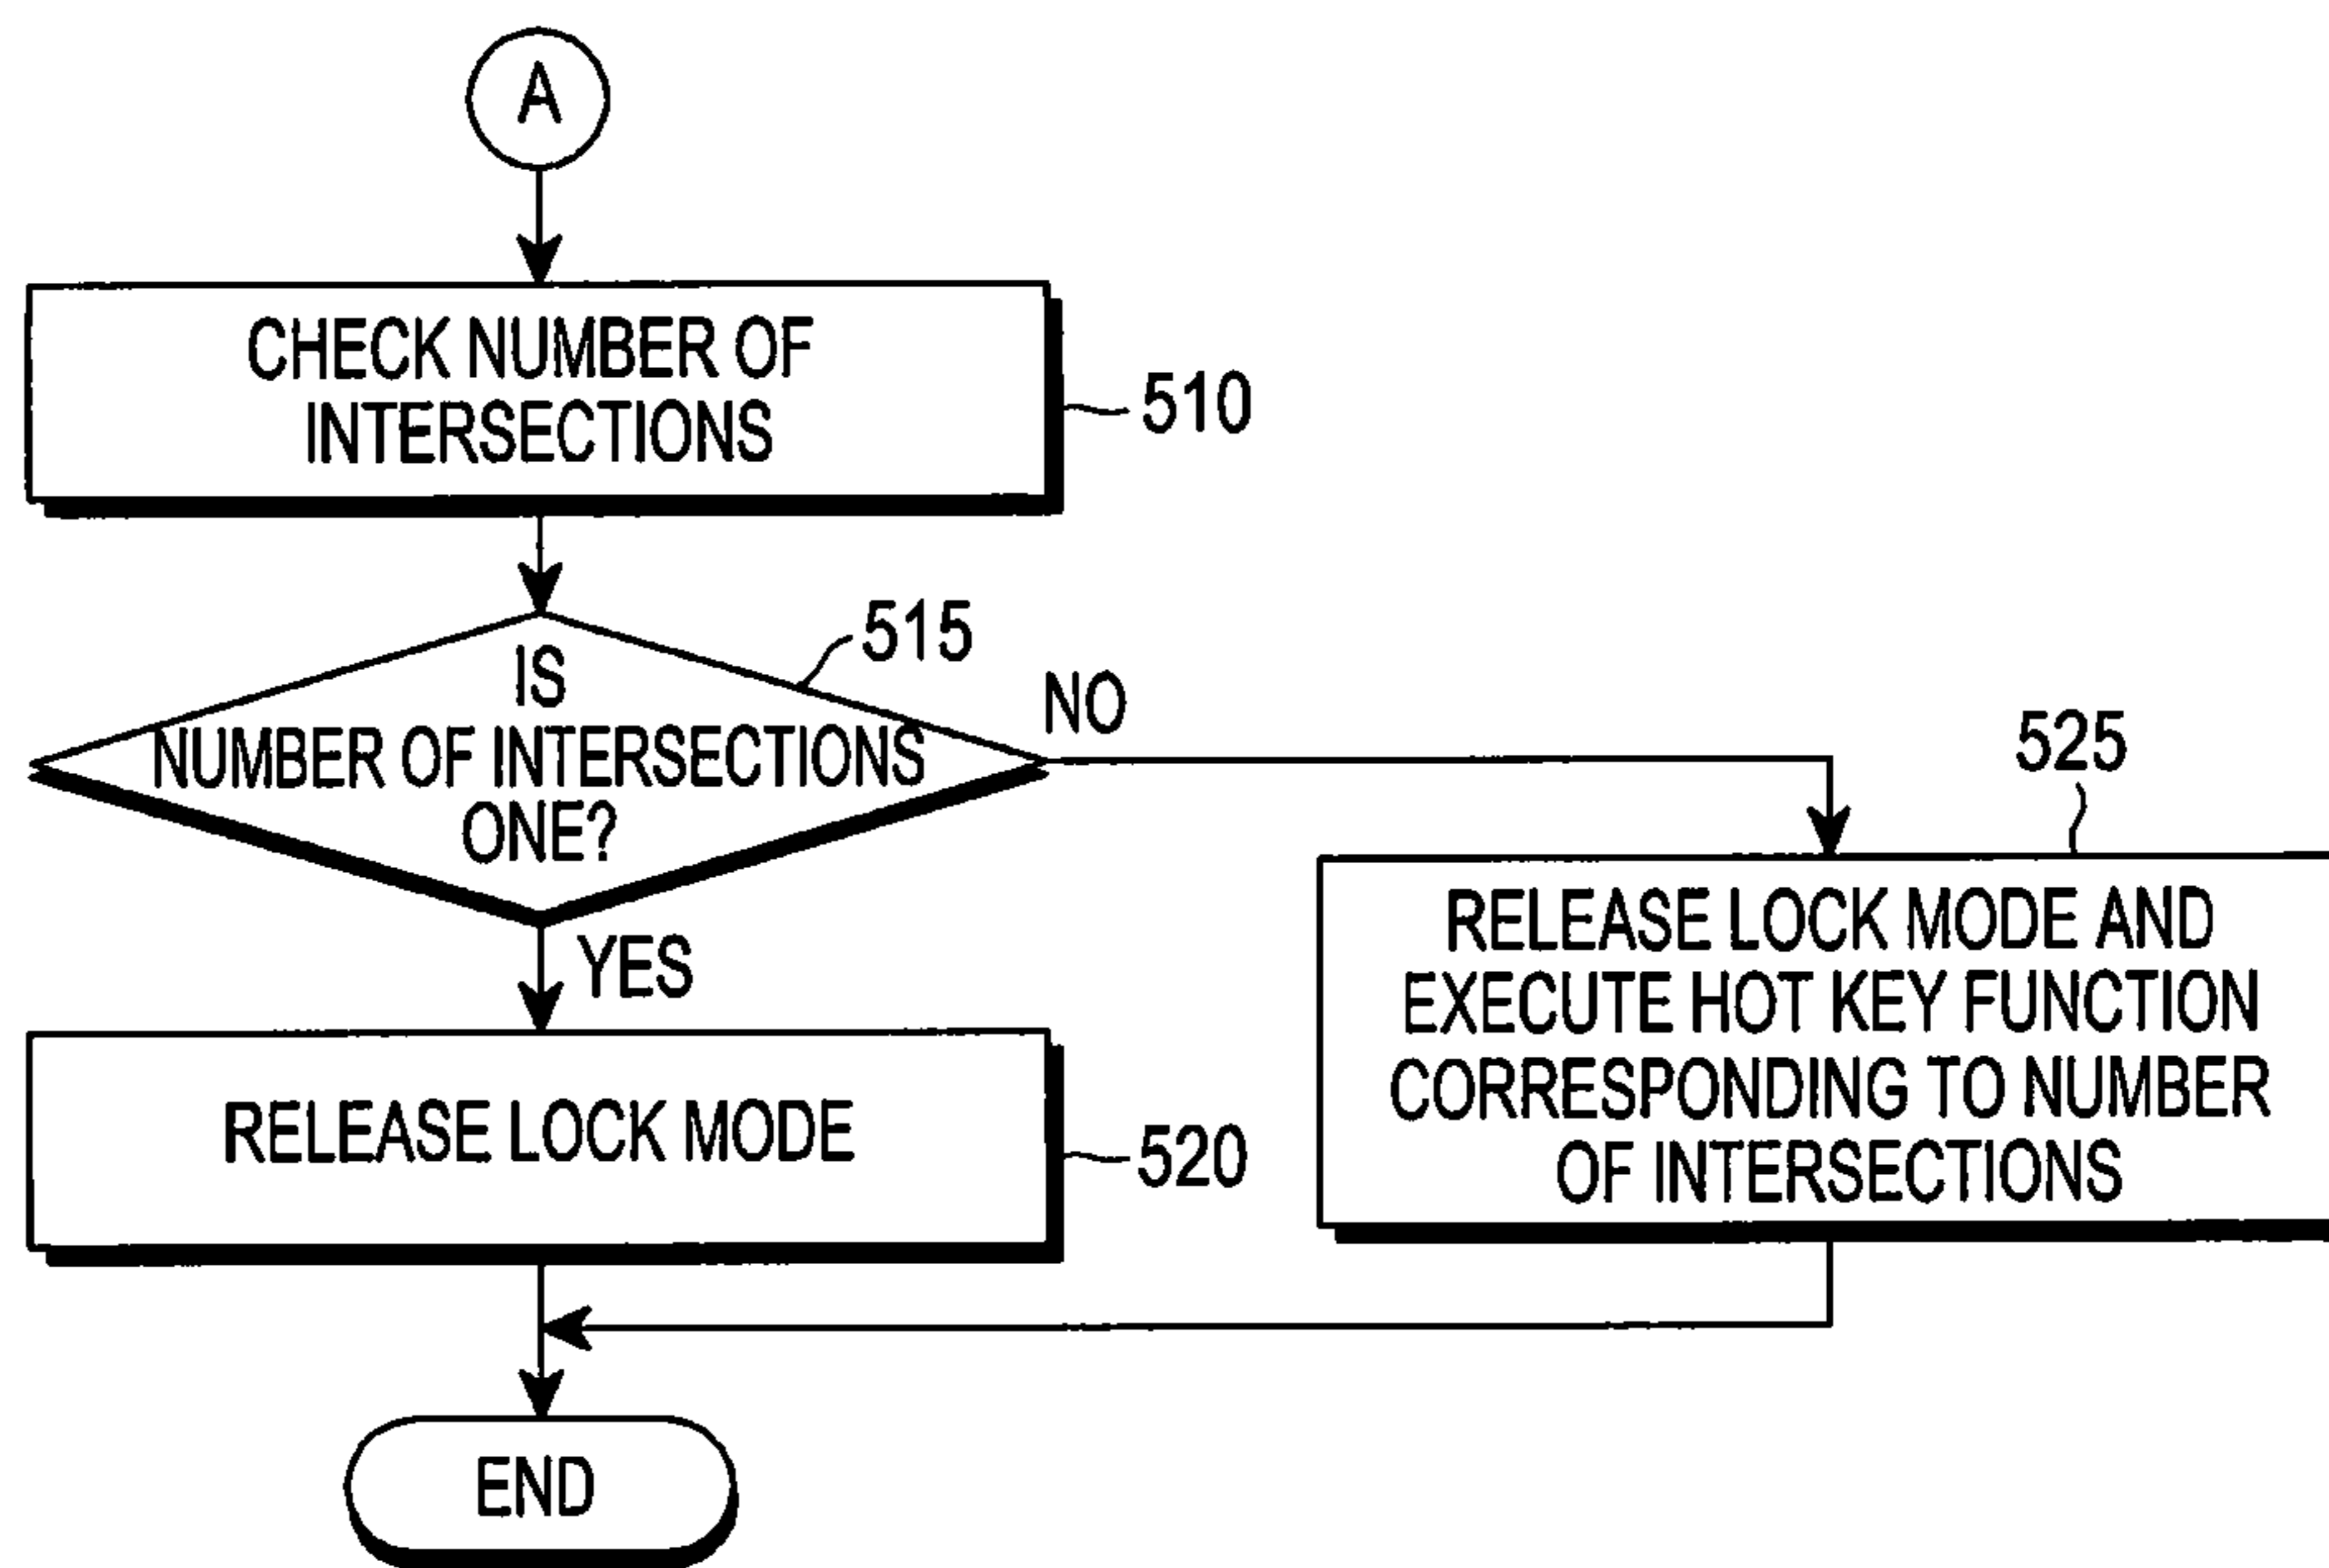 A
CHECK NUMBER OF
INTERSECTIONS
510
515
IS
NUMBER OF INTERSECTIONS
ONE?
NO
YES
525
RELEASE LOCK MODE AND
EXECUTE HOT KEY FUNCTION
CORRESPONDING TO NUMBER
OF INTERSECTIONS
RELEASE LOCK MODE
520
END